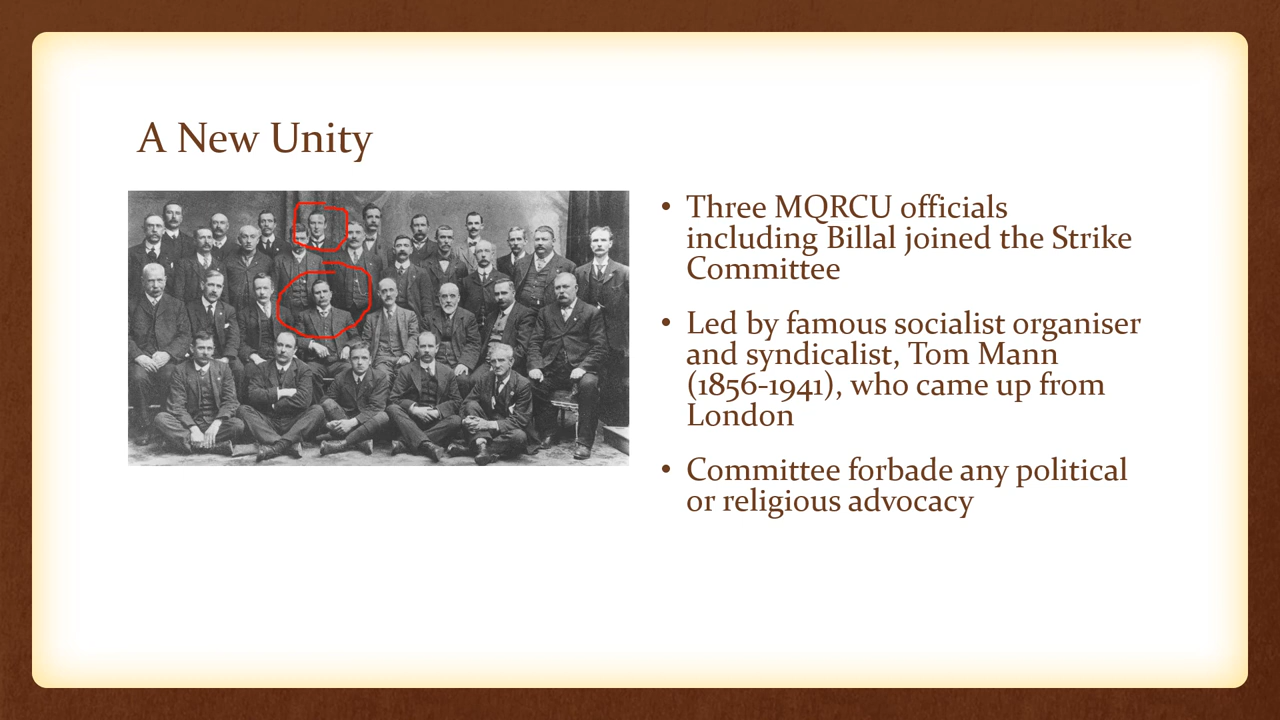 A New Unity
• Three MQRCU officials
including Billal joined the Strike
Committee
• Led by famous socialist organiser
and syndicalist, Tom Mann
(1856-1941), who came up from
London
• Committee forbade any political
or religious advocacy